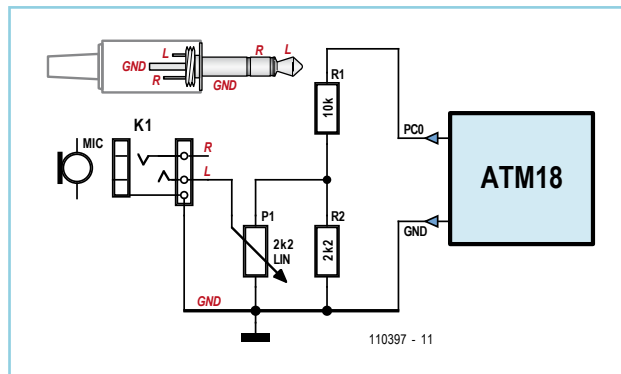 L
GND
R
R
L
GND
R1
10k
PC0
K1
MIC
R
L
ATM18
P1
2k2
LIN
R2
2k2
GND
GND
110397 - 11